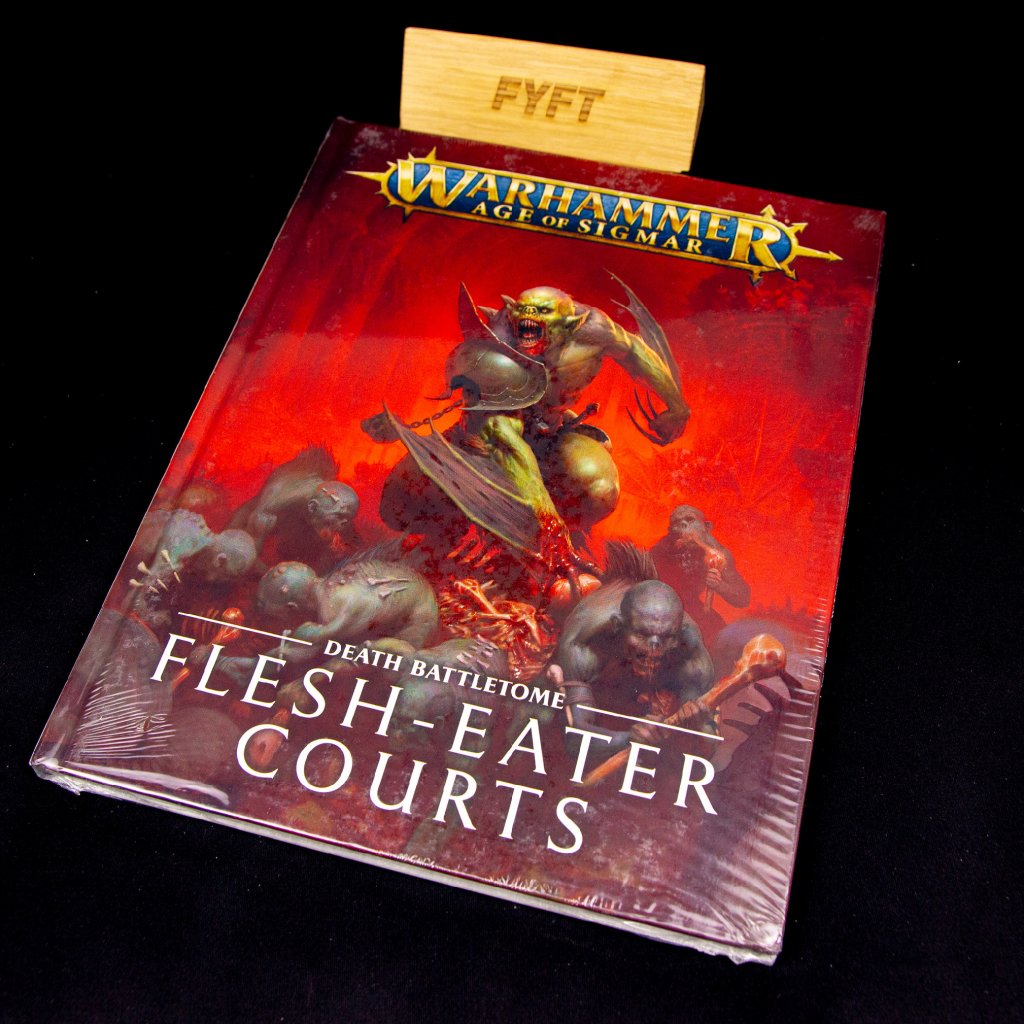 FYFT
WARHAMMER
AGE OF SIGMAR
DEATH BATTLETOME
FLESH-EATER
COURTS